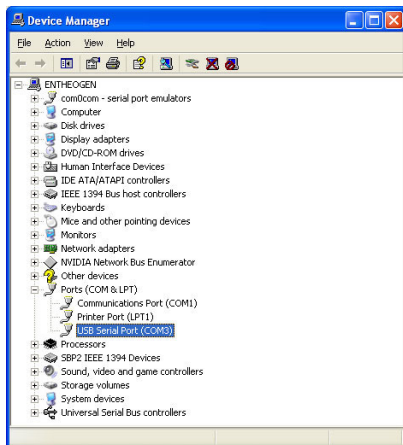 Device Manager
File Action View Help
ENTHEOGEN
com0com - serial port emulators
Computer
Disk drives
Display adapters
DVD/CD-ROM drives
Human Interface Devices
IDE ATA/ATAPI controllers
IEEE 1394 Bus host controllers
Keyboards
Mice and other pointing devices
Monitors
Network adapters
NVIDIA Network Bus Enumerator
Other devices
Ports (COM & LPT)
Communications Port (COM1)
Printer Port (LPT1)
USB Serial Port (COM3)
Processors
SBP2 IEEE 1394 Devices
Sound, video and game controllers
Storage volumes
System devices
Universal Serial Bus controllers